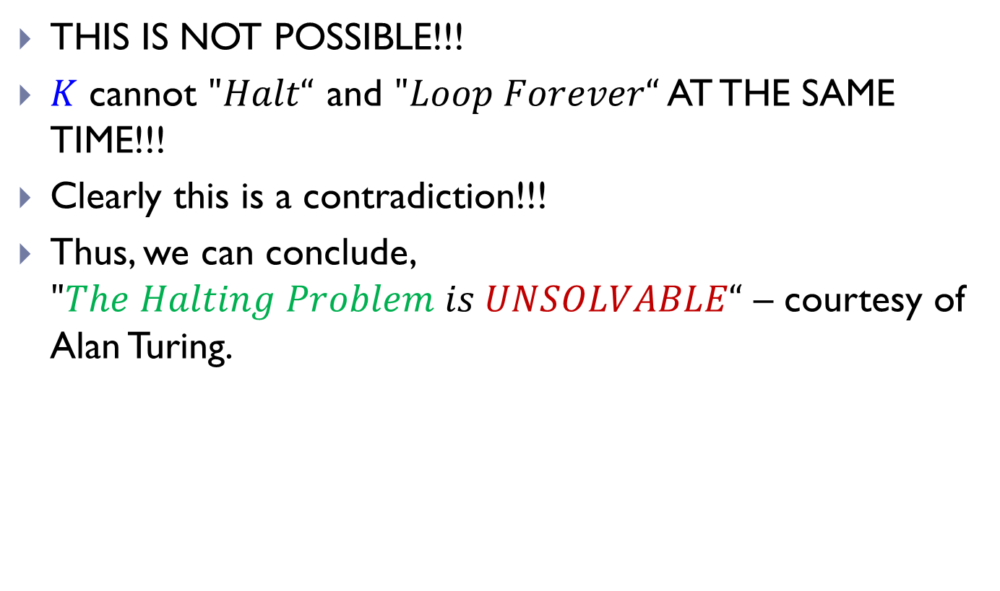 THIS IS NOT POSSIBLE!!!
K cannot "Halt“ and "Loop Forever“ AT THE SAME
TIME!!!
Clearly this is a contradiction!!!
Thus, we can conclude,
"The Halting Problem is UNSOLVABLE“ – courtesy of
Alan Turing.